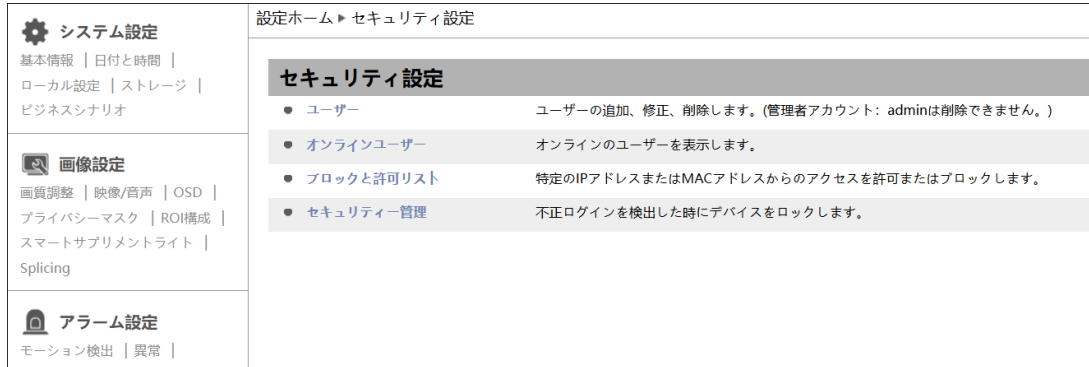 システム設定
基本情報 | 日付と時間 |
ローカル設定 | ストレージ |
ビジネスシナリオ
画像設定
画質調整 | 映像/音声 | OSD |
プライバシーマスク | ROI構成 |
スマートサプリメントライト |
Splicing
アラーム設定
モーション検出 | 異常 |
設定ホーム ▶ セキュリティ設定
セキュリティ設定
ユーザー ユーザーの追加、修正、削除します。(管理者アカウント: adminは削除できません。)
オンラインユーザー オンラインのユーザーを表示します。
ブロックと許可リスト 特定のIPアドレスまたはMACアドレスからのアクセスを許可またはブロックします。
セキュリティー管理 不正ログインを検出した時にデバイスをロックします。